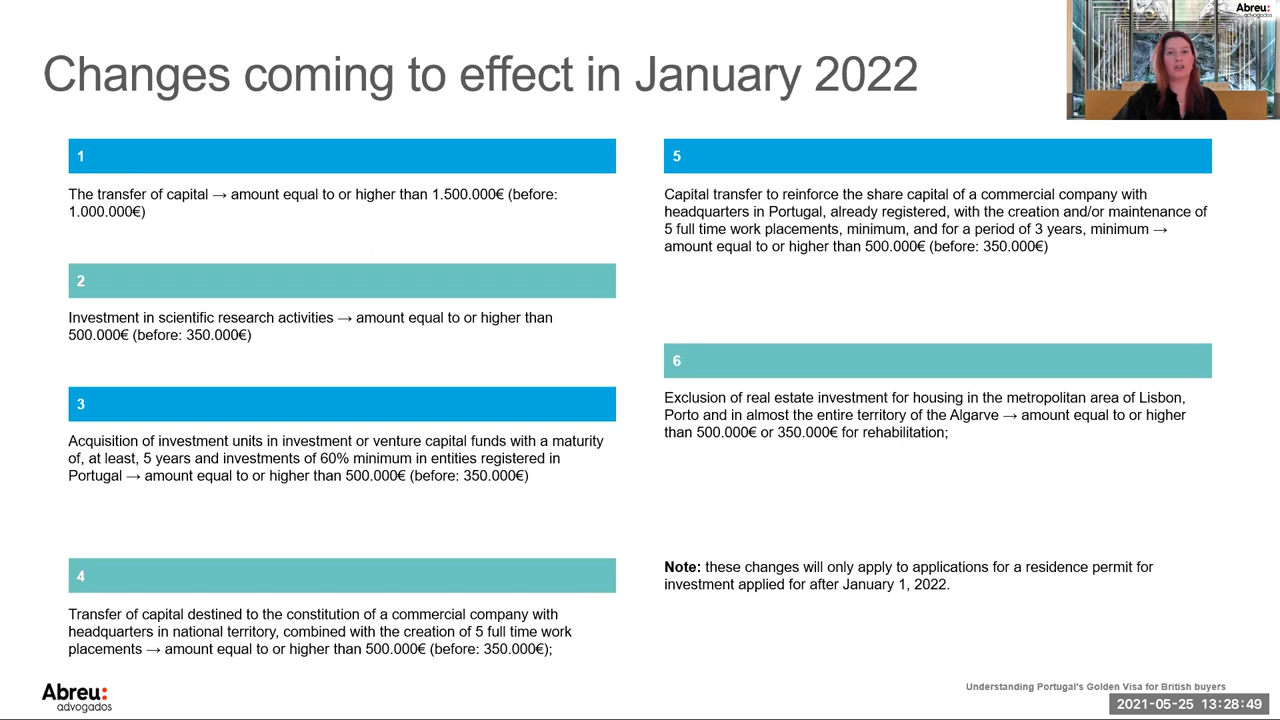 Abreu:
advogados
Changes coming to effect in January 2022
1
The transfer of capital → amount equal to or higher than 1.500.000€ (before:
1.000.000€)
2
Investment in scientific research activities → amount equal to or higher than
500.000€ (before: 350.000€)
3
Acquisition of investment units in investment or venture capital funds with a maturity
of, at least, 5 years and investments of 60% minimum in entities registered in
Portugal → amount equal to or higher than 500.000€ (before: 350.000€)
4
Transfer of capital destined to the constitution of a commercial company with
headquarters in national territory, combined with the creation of 5 full time work
placements → amount equal to or higher than 500.000€ (before: 350.000€);
5
Capital transfer to reinforce the share capital of a commercial company with
headquarters in Portugal, already registered, with the creation and/or maintenance of
5 full time work placements, minimum, and for a period of 3 years, minimum →
amount equal to or higher than 500.000€ (before: 350.000€)
6
Exclusion of real estate investment for housing in the metropolitan area of Lisbon,
Porto and in almost the entire territory of the Algarve → amount equal to or higher
than 500.000€ or 350.000€ for rehabilitation;
Note: these changes will only apply to applications for a residence permit for
investment applied for after January 1, 2022.
Abreu:
advogados
Understanding Portugal's Golden Visa for British buyers
2021-05-25 13:28:49